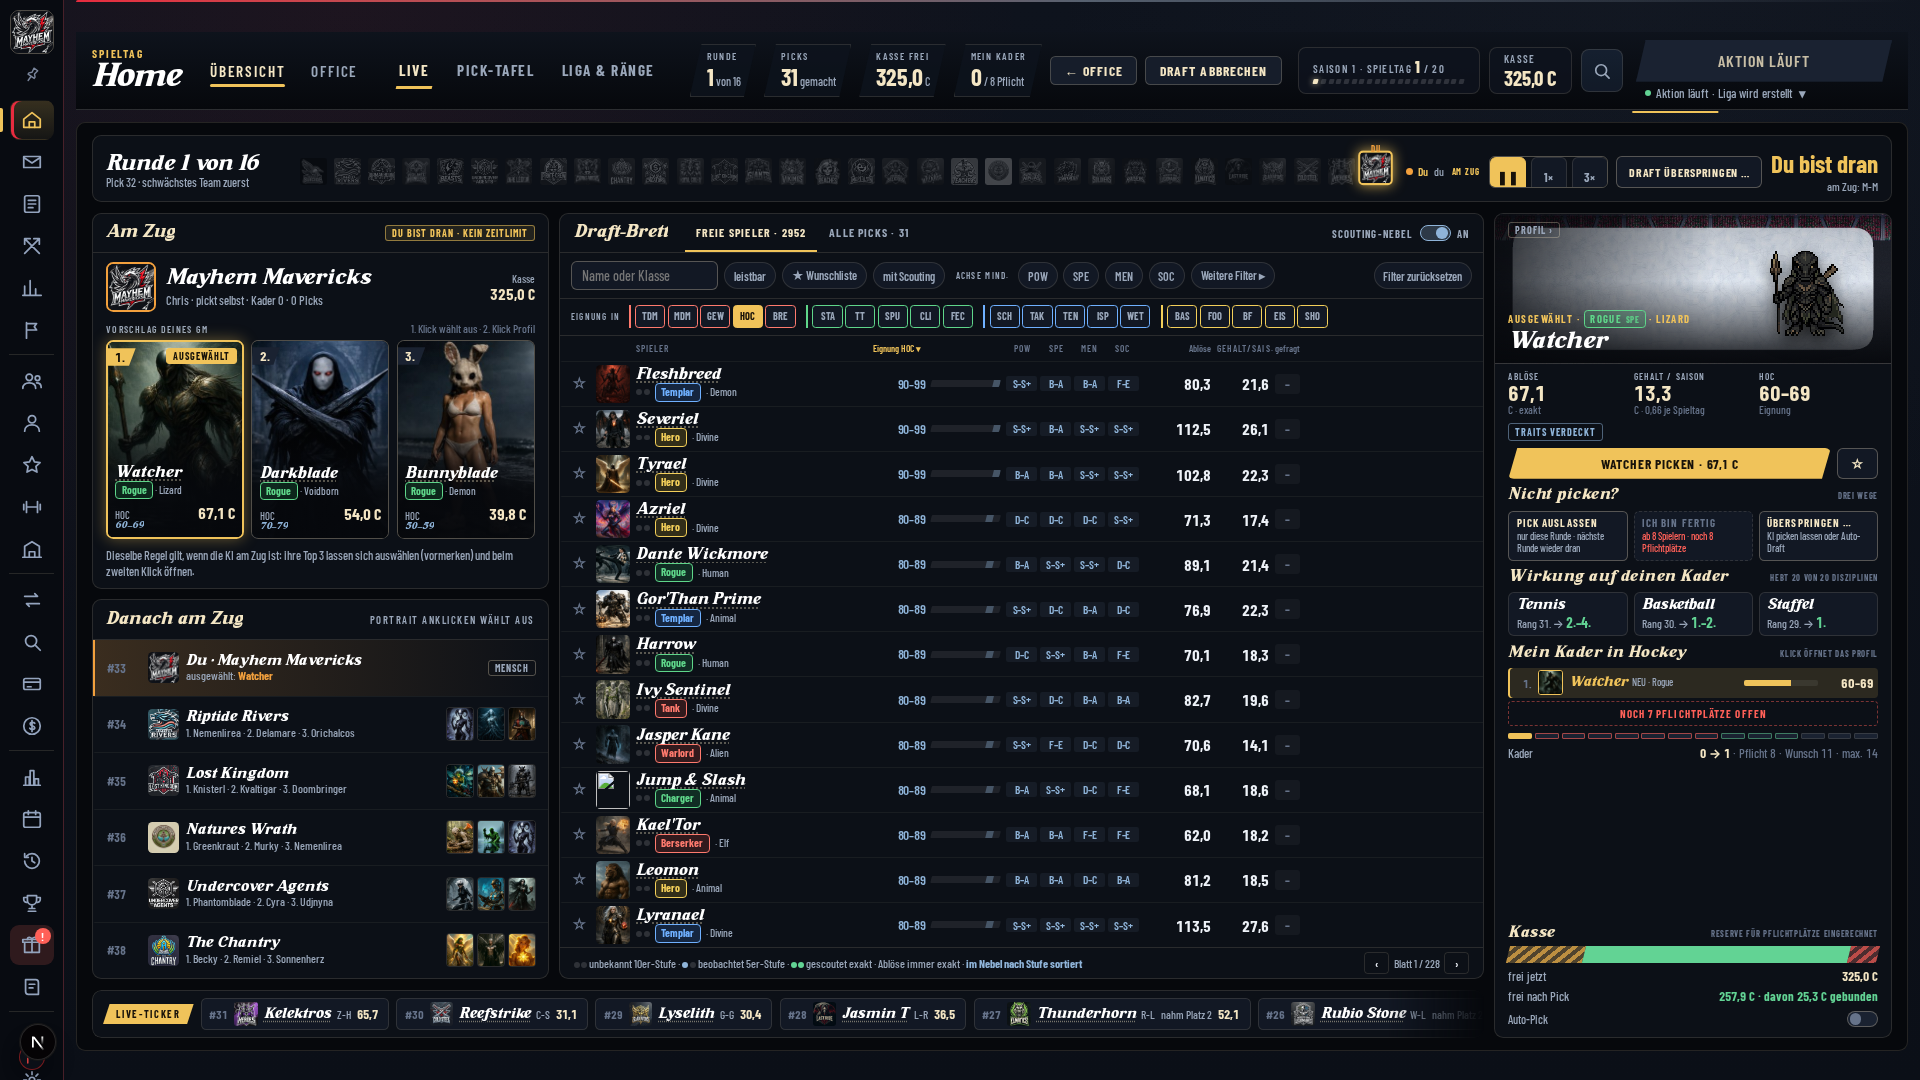 SPIELTAG
Home
ÜBERSICHT
OFFICE
LIVE
PICK-TAFEL
LIGA & RÄNGE
RUNDE
1 von 16
PICKS
31 gemacht
KASSE FREI
325,0 C
MEIN KADER
0 / 8 Pflicht
← OFFICE
DRAFT ABBRECHEN
SAISON 1 · SPIELTAG 1 / 20
KASSE
325,0 C
AKTION LÄUFT
Aktion läuft · Liga wird erstellt ▼
Runde 1 von 16
Pick 32 · schwächstes Team zuerst
DU
Du du AM ZUG
1×
3×
DRAFT ÜBERSPRINGEN ...
Du bist dran
am Zug: M-M
Am Zug
DU BIST DRAN · KEIN ZEITLIMIT
Mayhem Mavericks
Chris · pickt selbst · Kader 0 · 0 Picks
Kasse
325,0 C
VORSCHLAG DEINES GM
1. Klick wählt aus · 2. Klick Profil
1.
AUSGEWÄHLT
Watcher
Rogue · Lizard
HOC
60–69
67,1 C
2.
Darkblade
Rogue · Voidborn
HOC
70–79
54,0 C
3.
Bunnyblade
Rogue · Demon
HOC
50–59
39,8 C
Dieselbe Regel gilt, wenn die KI am Zug ist: Ihre Top 3 lassen sich auswählen (vormerken) und beim
zweiten Klick öffnen.
Danach am Zug
PORTRAIT ANKLICKEN WÄHLT AUS
#33
Du · Mayhem Mavericks
ausgewählt: Watcher
MENSCH
#34
Riptide Rivers
1. Nemenlirea · 2. Delamare · 3. Orichalcos
#35
Lost Kingdom
1. Knisterl · 2. Kvaltigar · 3. Doombringer
#36
Natures Wrath
1. Greenkraut · 2. Murky · 3. Nemenlirea
#37
Undercover Agents
1. Phantomblade · 2. Cyra · 3. Udjnyna
#38
The Chantry
1. Becky · 2. Remiel · 3. Sonnenherz
Draft-Brett
FREIE SPIELER · 2952
ALLE PICKS · 31
SCOUTING-NEBEL
AN
Name oder Klasse
leistbar
★ Wunschliste
mit Scouting
ACHSE MIND.
POW
SPE
MEN
SOC
Weitere Filter ▸
Filter zurücksetzen
EIGNUNG IN
TDM MDM GEW HOC BRE
STA TT SPU CLI FEC
SCH TAK TEN ISP WET
BAS FOO BF EIS SHO
SPIELER
Eignung HOC ▾
POW SPE MEN SOC
Ablöse GEHALT/SAIS. gefragt
Fleshbreed
Templar · Demon
90–99 S–S+ B–A B–A F–E 80,3 21,6 –
Severiel
Hero · Divine
90–99 S–S+ B–A S–S+ S–S+ 112,5 26,1 –
Tyrael
Hero · Divine
90–99 B–A B–A S–S+ S–S+ 102,8 22,3 –
Azriel
Hero · Divine
80–89 D–C D–C D–C S–S+ 71,3 17,4 –
Dante Wickmore
Rogue · Human
80–89 B–A S–S+ S–S+ D–C 89,1 21,4 –
Gor'Than Prime
Templar · Animal
80–89 S–S+ D–C B–A D–C 76,9 22,3 –
Harrow
Rogue · Human
80–89 D–C S–S+ B–A F–E 70,1 18,3 –
Ivy Sentinel
Tank · Divine
80–89 S–S+ D–C B–A B–A 82,7 19,6 –
Jasper Kane
Warlord · Alien
80–89 S–S+ F–E D–C D–C 70,6 14,1 –
Jump & Slash
Charger · Animal
80–89 B–A S–S+ D–C F–E 68,1 18,6 –
Kael'Tor
Berserker · Elf
80–89 B–A B–A F–E F–E 62,0 18,2 –
Leomon
Hero · Animal
80–89 B–A B–A D–C B–A 81,2 18,5 –
Lyranael
Templar · Divine
80–89 S–S+ S–S+ S–S+ S–S+ 113,5 27,6 –
unbekannt 10er-Stufe · beobachtet 5er-Stufe · gescoutet exakt · Ablöse immer exakt · im Nebel nach Stufe sortiert
‹ Blatt 1 / 228 ›
PROFIL ›
AUSGEWÄHLT · ROGUE SPE · LIZARD
Watcher
ABLÖSE
67,1
C · exakt
GEHALT / SAISON
13,3
C · 0,66 je Spieltag
HOC
60–69
Eignung
TRAITS VERDECKT
WATCHER PICKEN · 67,1 C
Nicht picken?
DREI WEGE
PICK AUSLASSEN
nur diese Runde · nächste
Runde wieder dran
ICH BIN FERTIG
ab 8 Spielern · noch 8
Pflichtplätze
ÜBERSPRINGEN ...
KI picken lassen oder Auto-
Draft
Wirkung auf deinen Kader
HEBT 20 VON 20 DISZIPLINEN
Tennis
Rang 31. → 2.–4.
Basketball
Rang 30. → 1.–2.
Staffel
Rang 29. → 1.
Mein Kader in Hockey
KLICK ÖFFNET DAS PROFIL
1. Watcher NEU · Rogue 60–69
NOCH 7 PFLICHTPLÄTZE OFFEN
Kader
0 → 1 · Pflicht 8 · Wunsch 11 · max. 14
Kasse
RESERVE FÜR PFLICHTPLÄTZE EINGERECHNET
frei jetzt
325,0 C
frei nach Pick
257,9 C · davon 25,3 C gebunden
Auto-Pick
LIVE-TICKER
#31 Kelektros Z-H 65,7
#30 Reefstrike C-S 31,1
#29 Lyselith G-G 30,4
#28 Jasmin T L-R 36,5
#27 Thunderhorn R-L nahm Platz 2 52,1
#26 Rubio Stone W-L nahm Platz